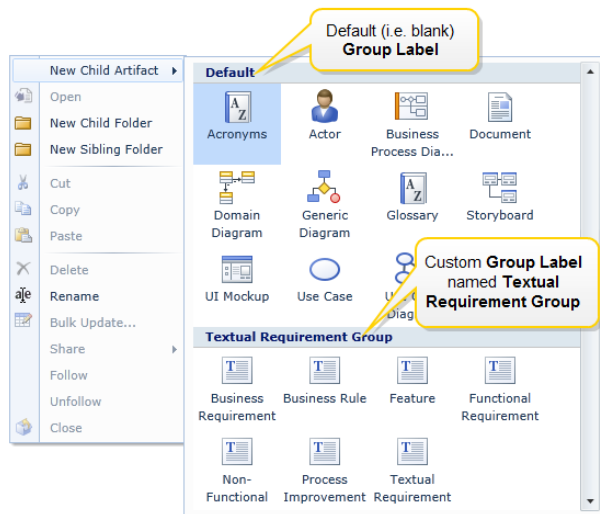 Default (i.e. blank)
Group Label
New Child Artifact
Open
New Child Folder
New Sibling Folder
Cut
Copy
Paste
Delete
Rename
Bulk Update...
Share
Follow
Unfollow
Close
Default
Acronyms
Actor
Business
Process Dia...
Document
Domain
Diagram
Generic
Diagram
Glossary
Storyboard
UI Mockup
Use Case
Custom Group Label
named Textual
Requirement Group
Textual Requirement Group
Business
Requirement
Business Rule
Feature
Functional
Requirement
Non-
Functional
Process
Improvement
Textual
Requirement